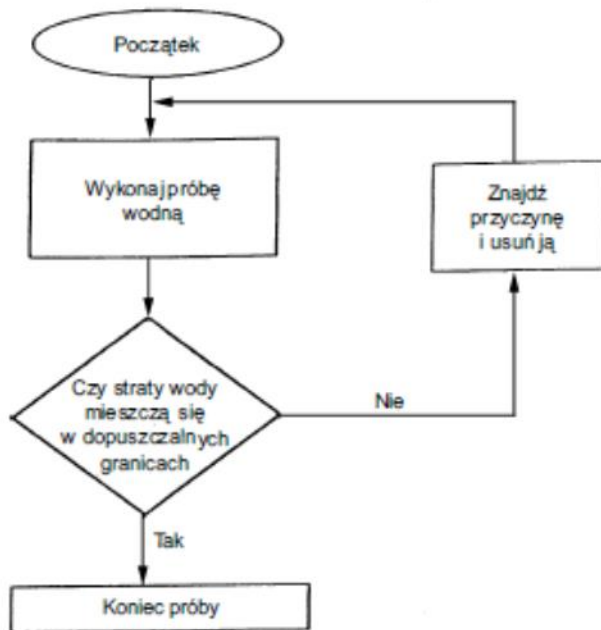 Początek
Wykonaj próbę
wodną
Znajdź
przyczynę
i usuń ją
Czy straty wody
mieszczą się
w dopuszczalnych
granicach
Nie
Tak
Koniec próby